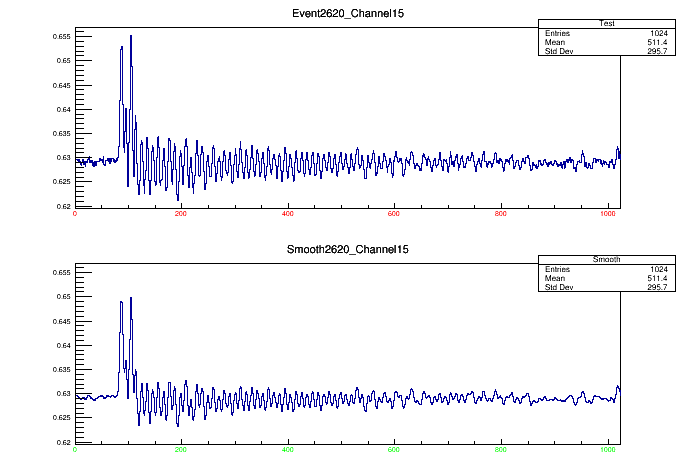 Event2620_Channel15
Test
Entries 1024
Mean 511.4
Std Dev 295.7
0.655
0.65
0.645
0.64
0.635
0.63
0.625
0.62
0 200 400 600 800 1000
Smooth2620_Channel15
Smooth
Entries 1024
Mean 511.4
Std Dev 295.7
0.655
0.65
0.645
0.64
0.635
0.63
0.625
0.62
0 200 400 600 800 1000